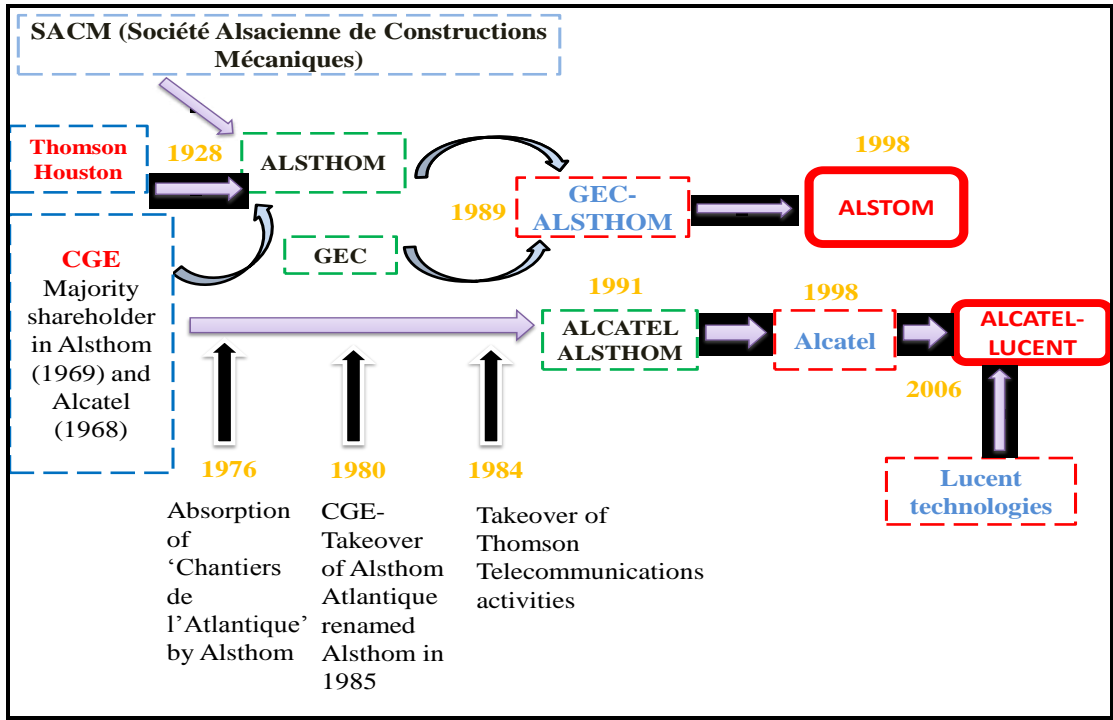 SACM (Société Alsacienne de Constructions
Mécaniques)
Thomson
Houston
1928
ALSTHOM
1998
GEC-
ALSTHOM
1989
ALSTOM
GEC
CGE
Majority
shareholder
in Alsthom
(1969) and
Alcatel
(1968)
1991
ALCATEL
ALSTHOM
1998
Alcatel
ALCATEL-
LUCENT
2006
1976
1980
1984
Lucent
technologies
Absorption
of
‘Chantiers
de
l’Atlantique’
by Alsthom
CGE-
Takeover
of Alsthom
Atlantique
renamed
Alsthom in
1985
Takeover of
Thomson
Telecommunications
activities